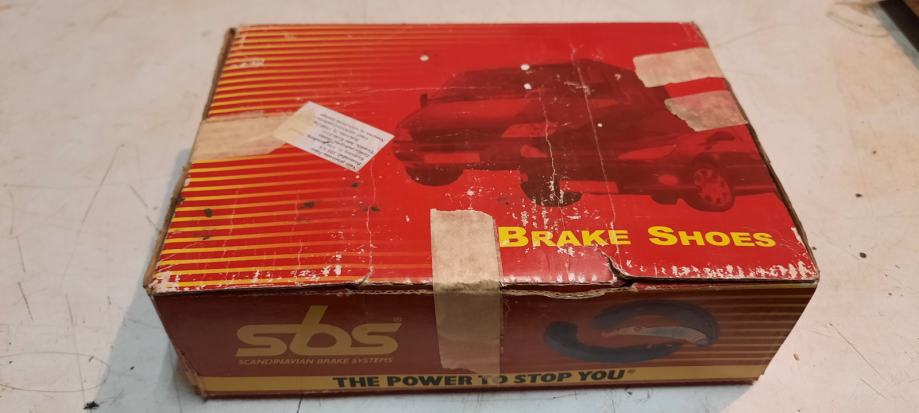 BRAKE SHOES
sbs®
SCANDINAVIAN BRAKE SYSTEMS
THE POWER TO STOP YOU®